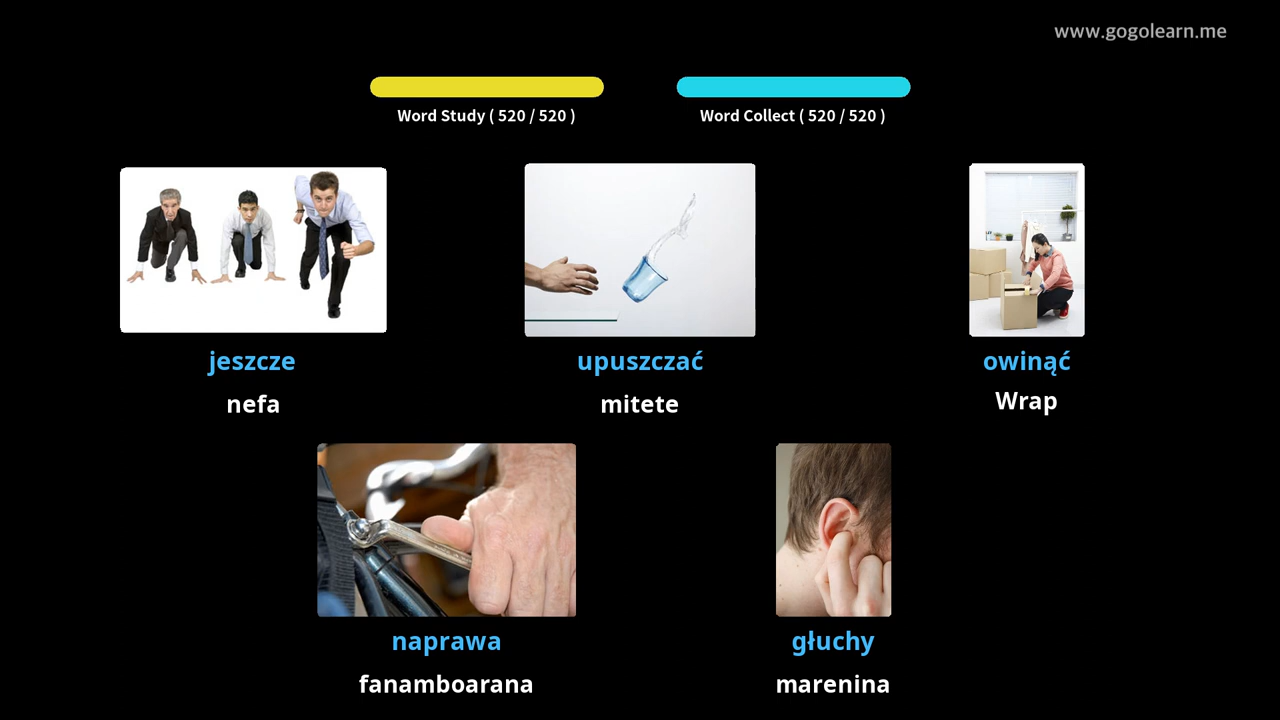 www.gogolearn.me
Word Study ( 520 / 520 )
Word Collect ( 520 / 520 )
jeszcze
nefa
upuszczać
mitete
owinąć
Wrap
naprawa
fanamboarana
głuchy
marenina